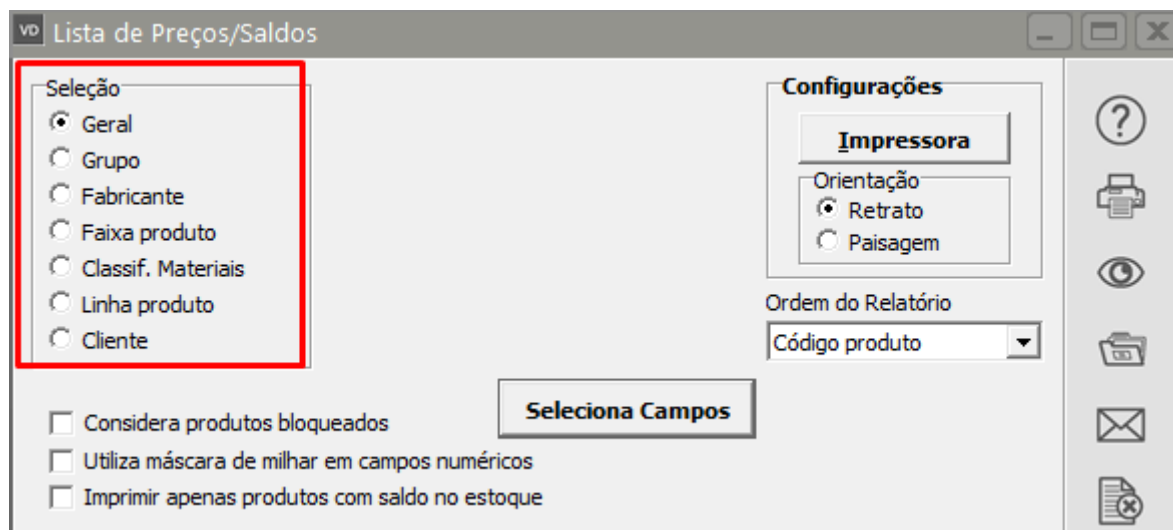 VD Lista de Preços/Saldos
Seleção
Geral
Grupo
Fabricante
Faixa produto
Classif. Materiais
Linha produto
Cliente
Configurações
Impressora
Orientação
Retrato
Paisagem
Ordem do Relatório
Código produto
Seleciona Campos
Considera produtos bloqueados
Utiliza máscara de milhar em campos numéricos
Imprimir apenas produtos com saldo no estoque